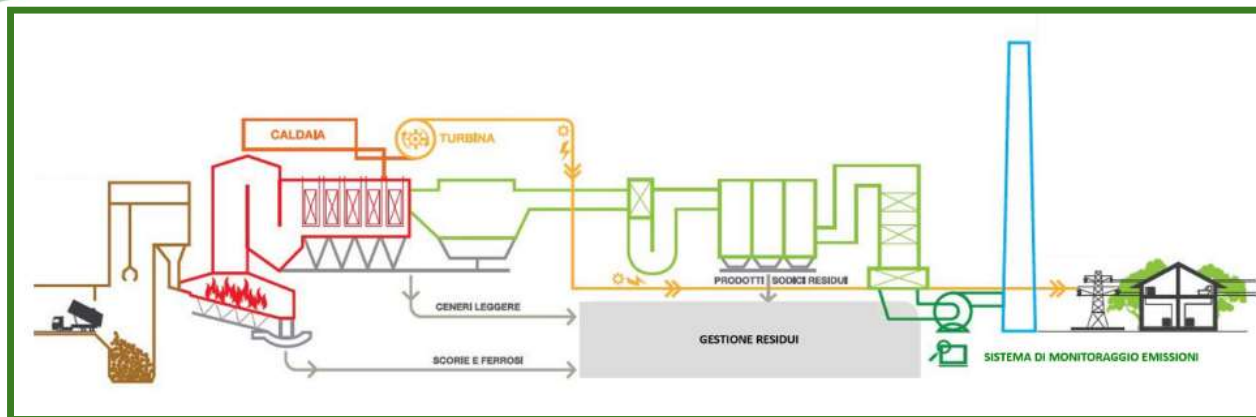 CALDAIA
TURBINA
PRODOTTI
SODICI RESIDUI
CENERI LEGGERE
GESTIONE RESIDUI
SCORIE E FERROSI
SISTEMA DI MONITORAGGIO EMISSIONI